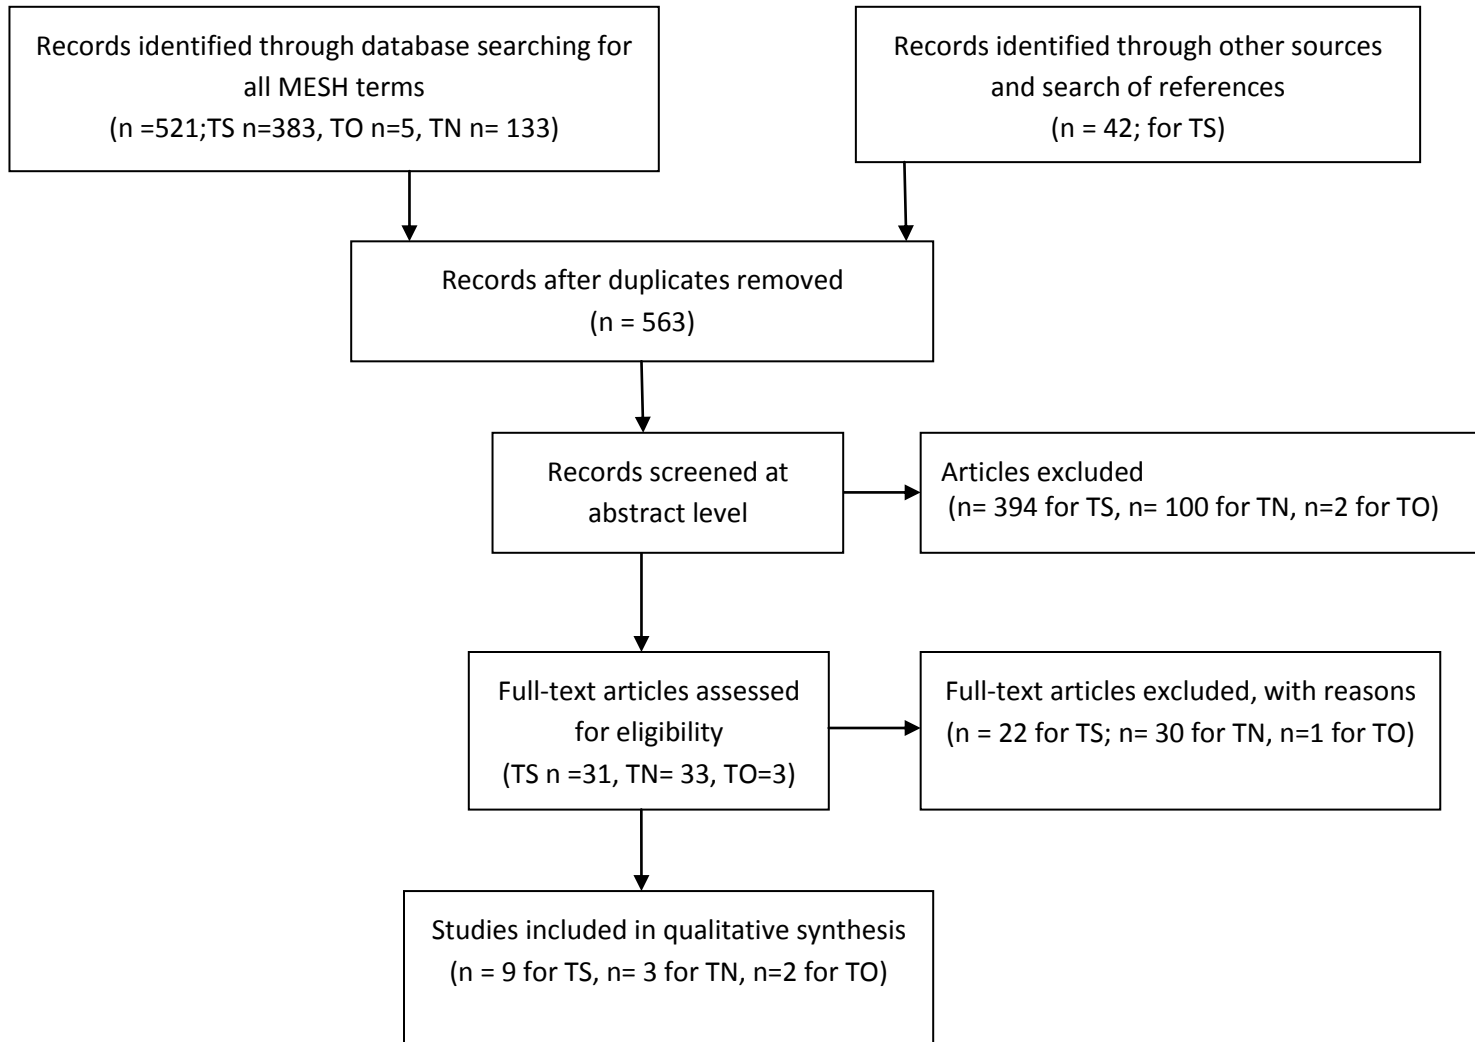 Records identified through database searching for
all MESH terms
(n =521;TS n=383, TO n=5, TN n= 133)
Records identified through other sources
and search of references
(n = 42; for TS)
Records after duplicates removed
(n = 563)
Records screened at
abstract level
Articles excluded
(n= 394 for TS, n= 100 for TN, n=2 for TO)
Full-text articles assessed
for eligibility
(TS n =31, TN= 33, TO=3)
Full-text articles excluded, with reasons
(n = 22 for TS; n= 30 for TN, n=1 for TO)
Studies included in qualitative synthesis
(n = 9 for TS, n= 3 for TN, n=2 for TO)